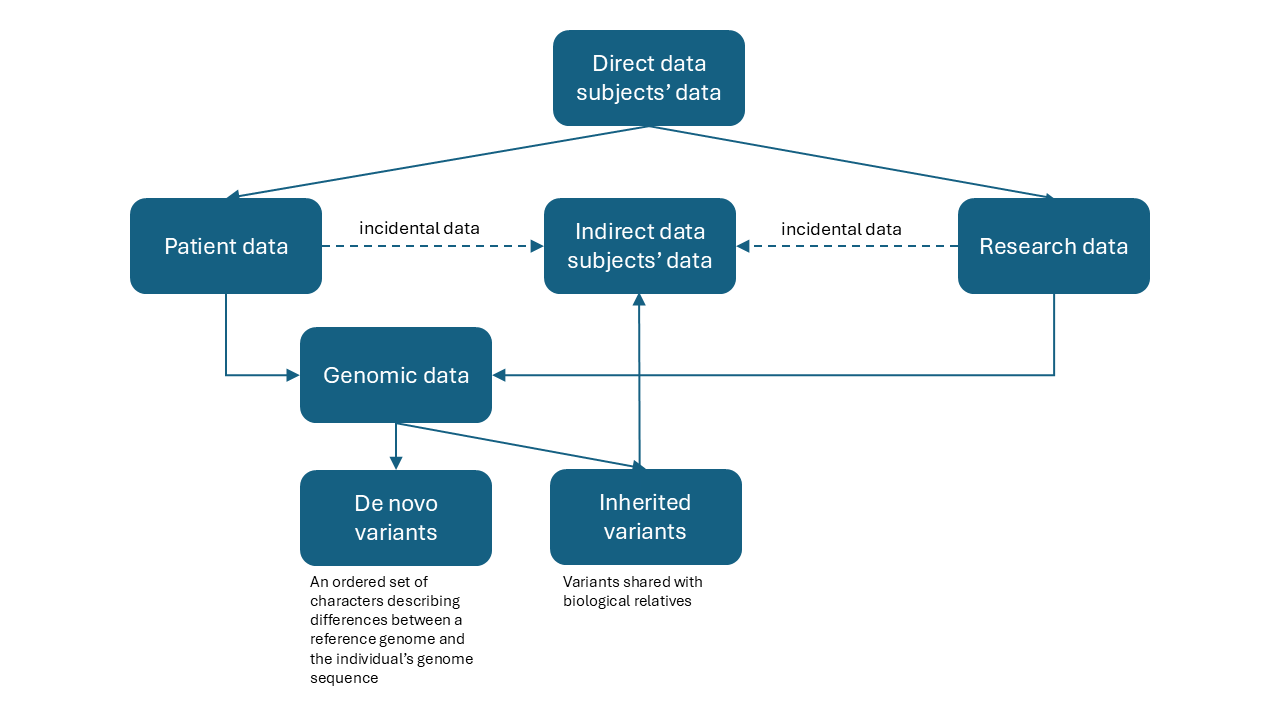 Direct data
subjects’ data
Patient data
incidental data
Indirect data
subjects’ data
incidental data
Research data
Genomic data
De novo
variants
Inherited
variants
An ordered set of
characters describing
differences between a
reference genome and
the individual’s genome
sequence
Variants shared with
biological relatives